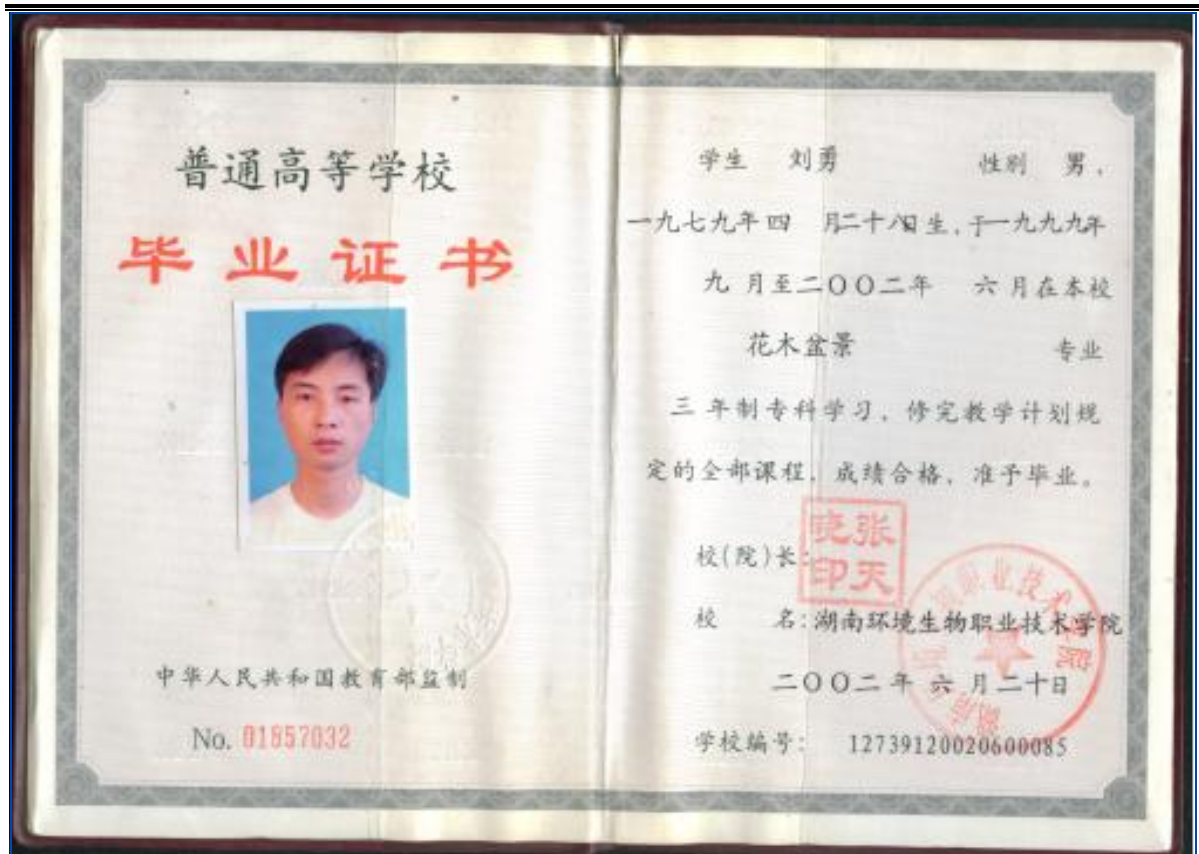 普通高等学校
毕业证书
中华人民共和国教育部监制
No. 01857032
学生 刘勇 性别 男,
一九七九年四 月二十八日生,于一九九九年
九 月至二〇〇二年 六 月在本校
花木盆景 专业
三 年制专科学习,修完教学计划规
定的全部课程,成绩合格,准予毕业。
校(院)长:
张天晓印
校 名:湖南环境生物职业技术学院
二〇〇二年 六 月二十日
学校编号: 12739120020600085